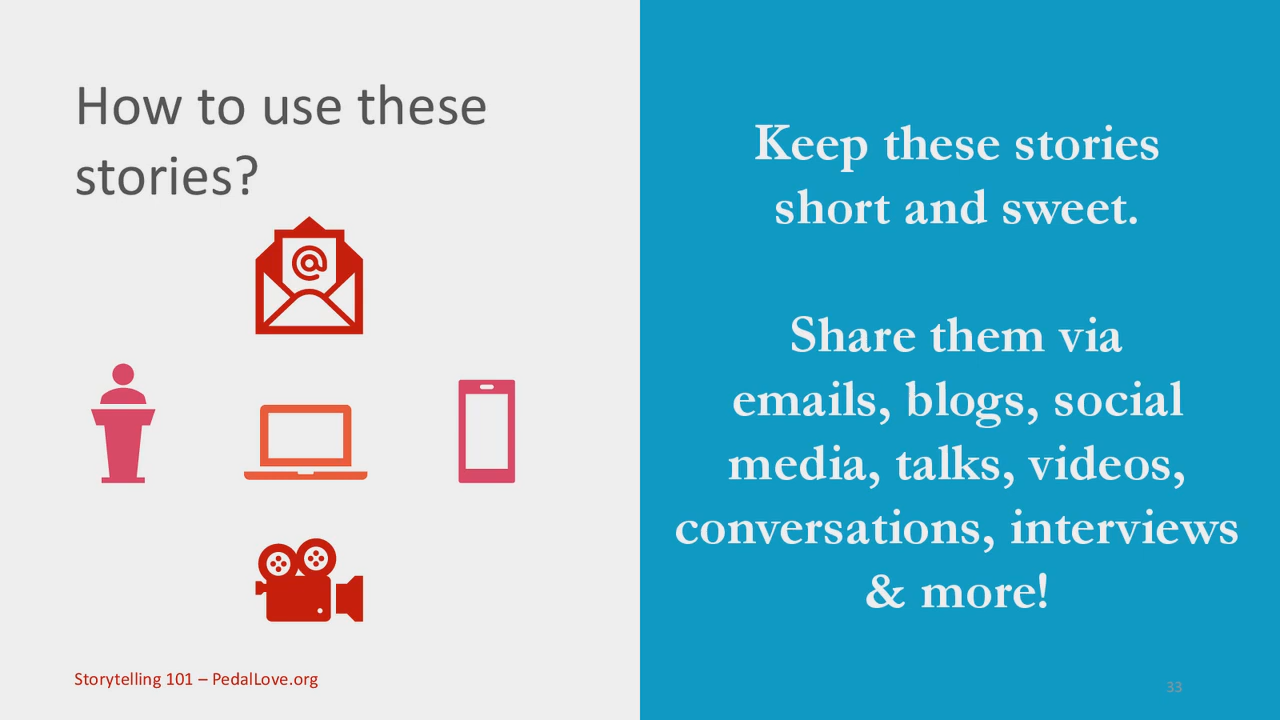 How to use these
stories?
@
Storytelling 101 – PedalLove.org
Keep these stories
short and sweet.
Share them via
emails, blogs, social
media, talks, videos,
conversations, interviews
& more!
33